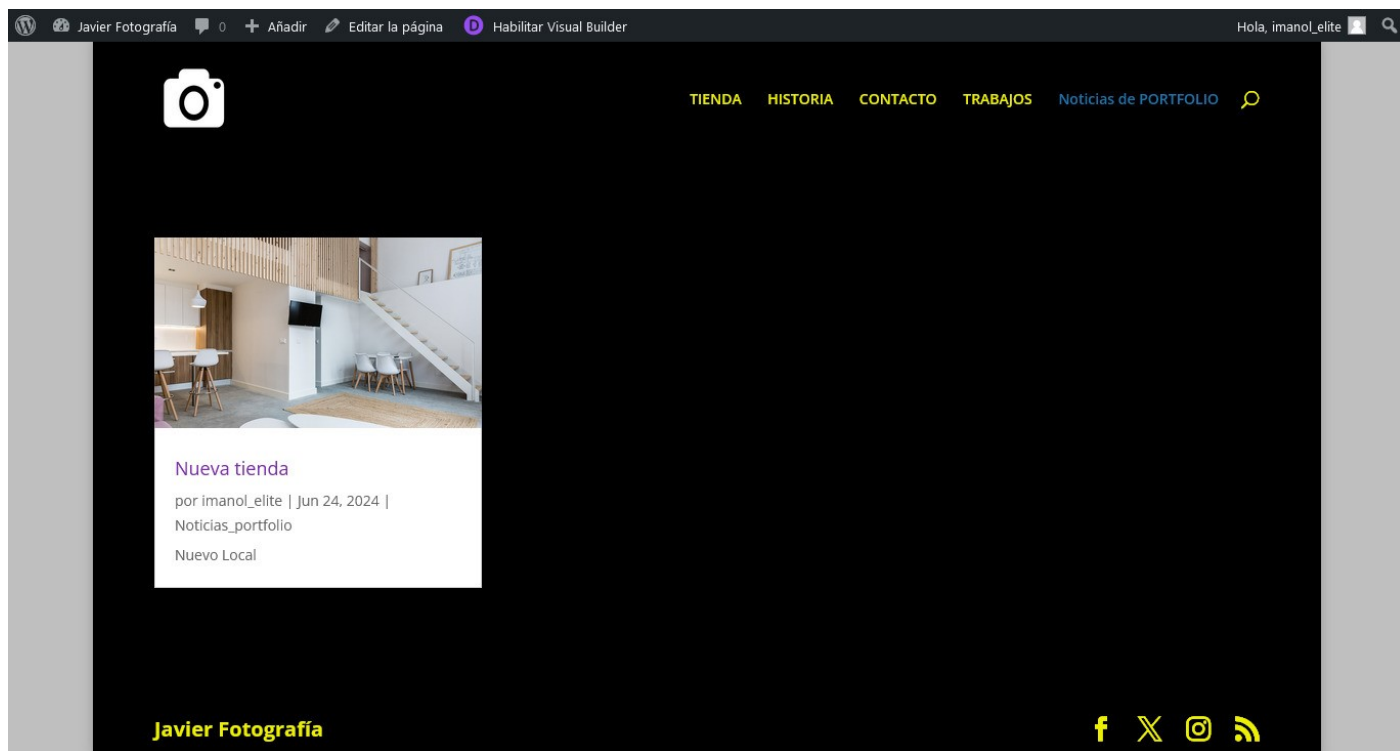 Javier Fotografía 0 Añadir Editar la página D Habilitar Visual Builder Hola, imanol_elite
TIENDA HISTORIA CONTACTO TRABAJOS Noticias de PORTFOLIO
Nueva tienda
por imanol_elite | Jun 24, 2024 |
Noticias_portfolio
Nuevo Local
Javier Fotografía